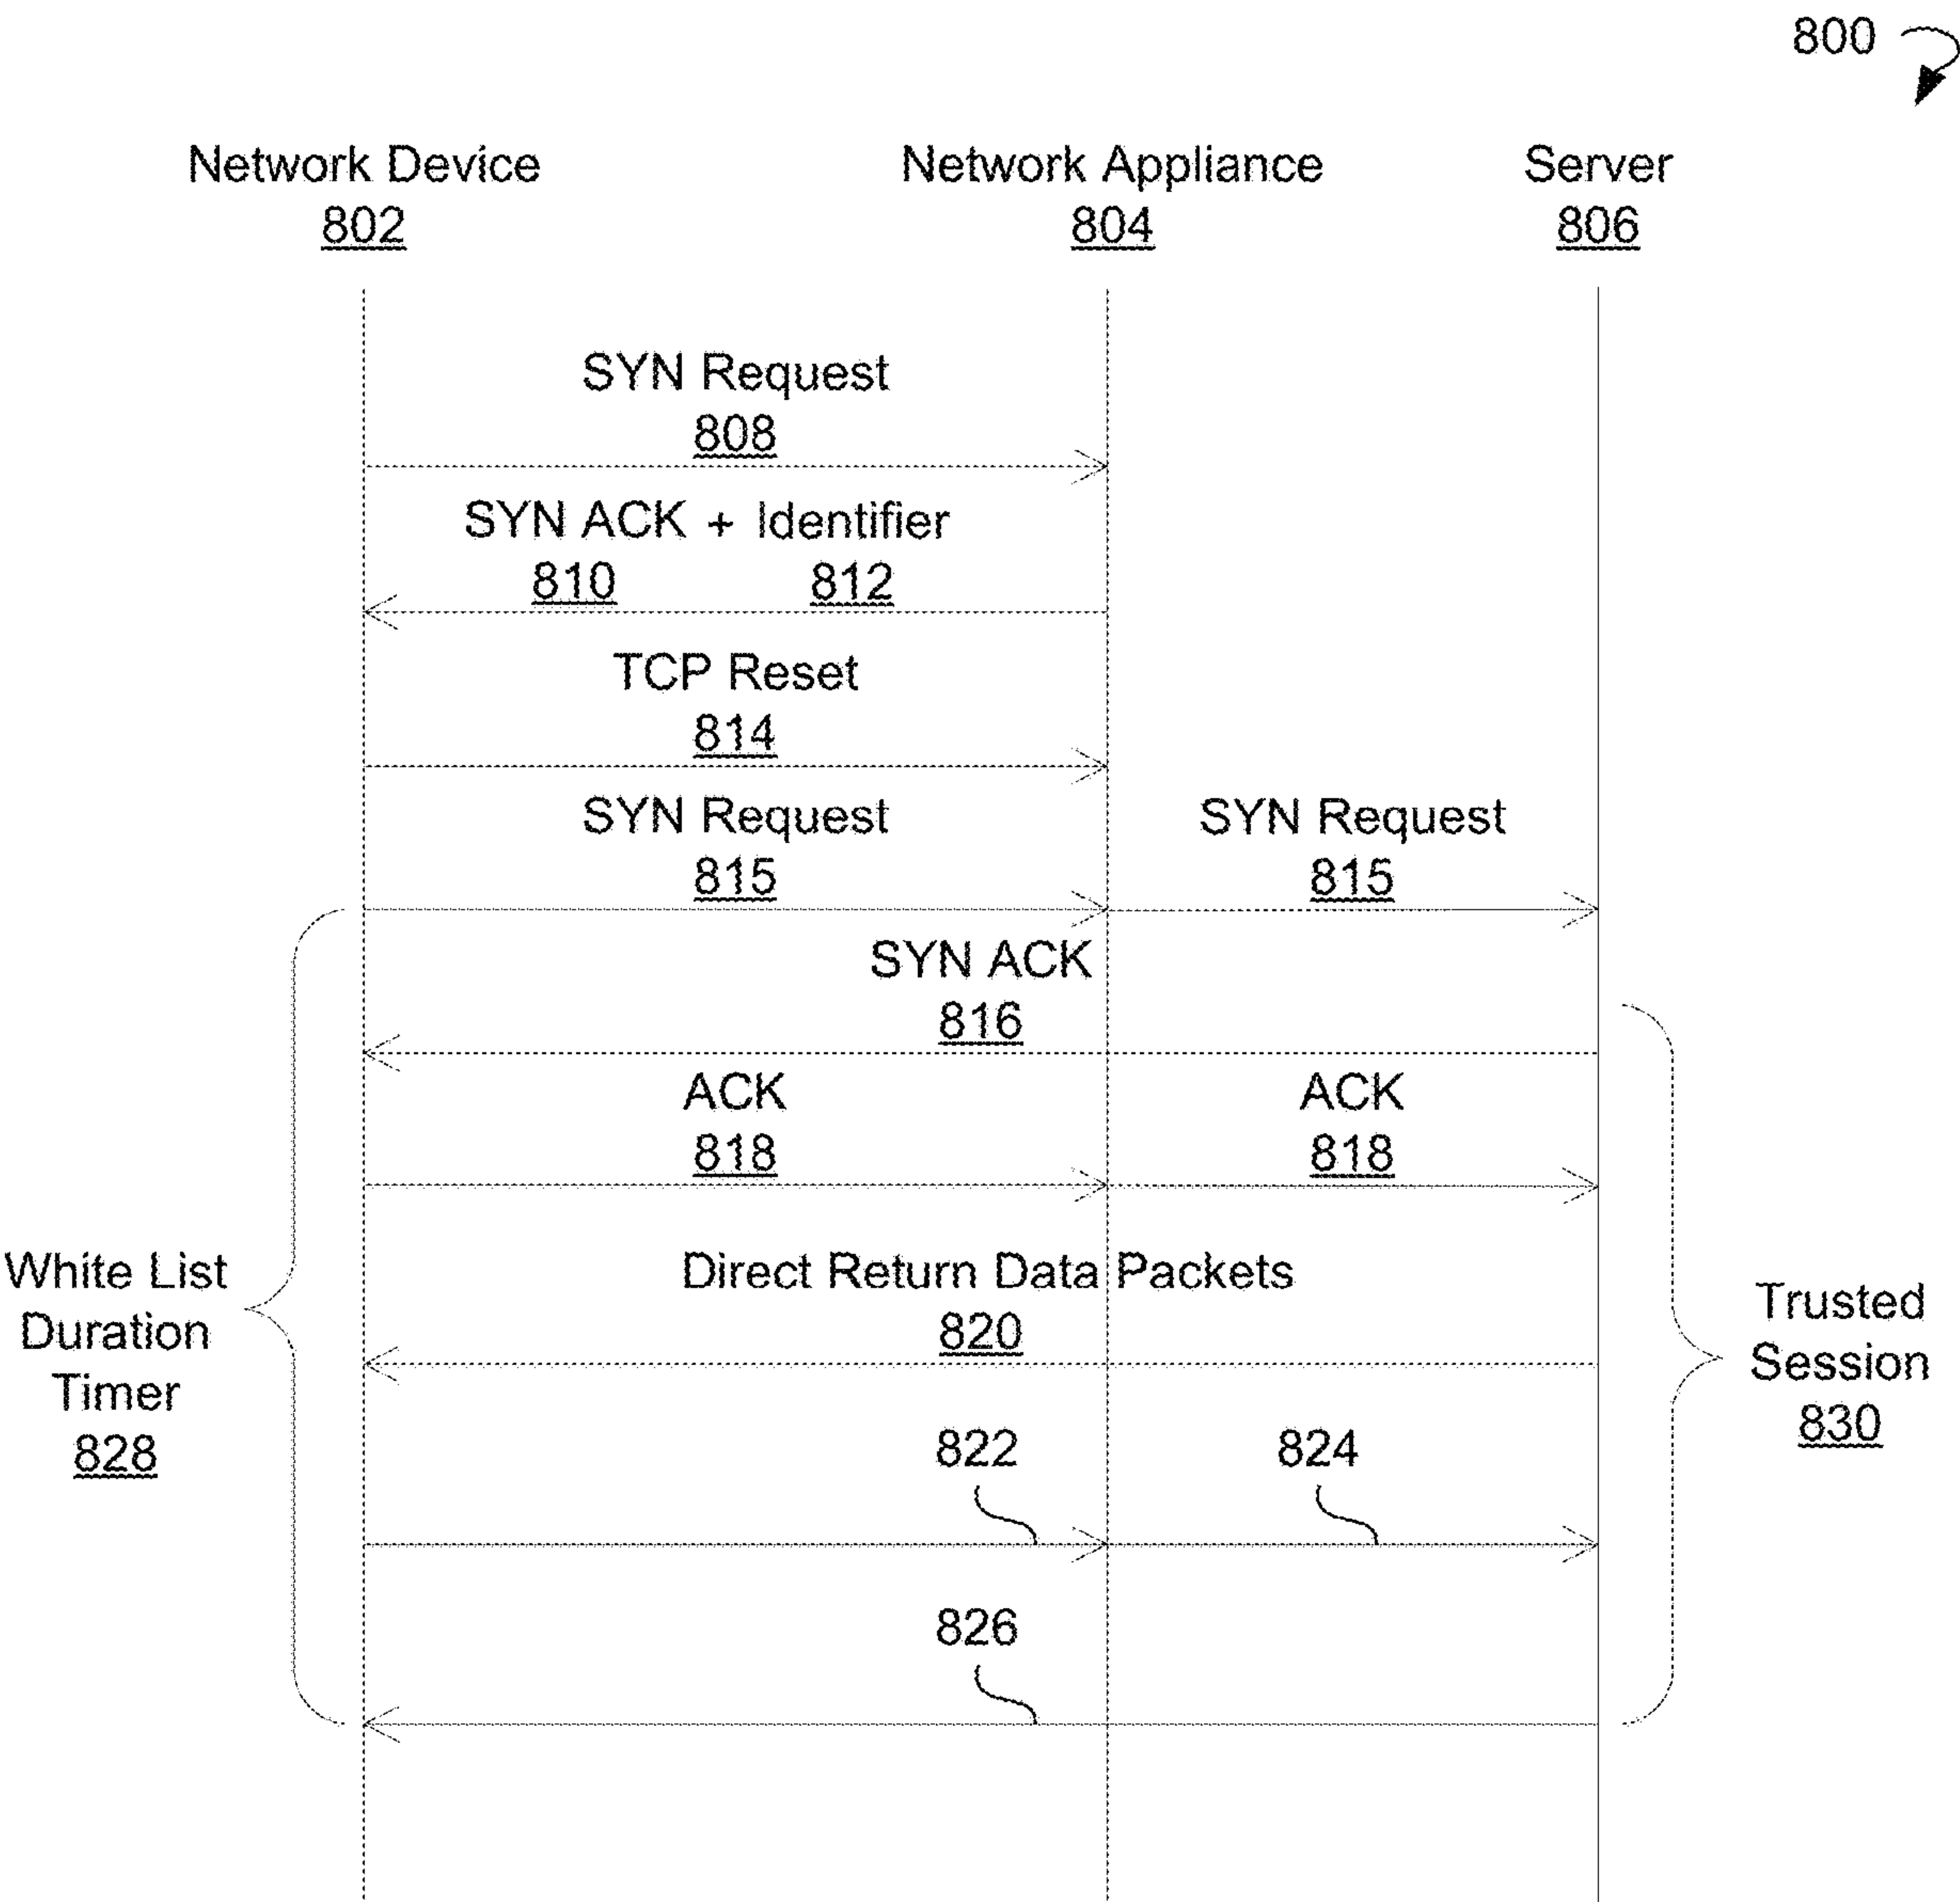 800
Network Device
802
Network Appliance
804
Server
806
SYN Request
808
SYN ACK + Identifier
810 812
TCP Reset
814
SYN Request
815
SYN Request
815
SYN ACK
816
ACK
818
ACK
818
White List
Duration
Timer
828
Direct Return Data Packets
820
Trusted
Session
830
822
824
826